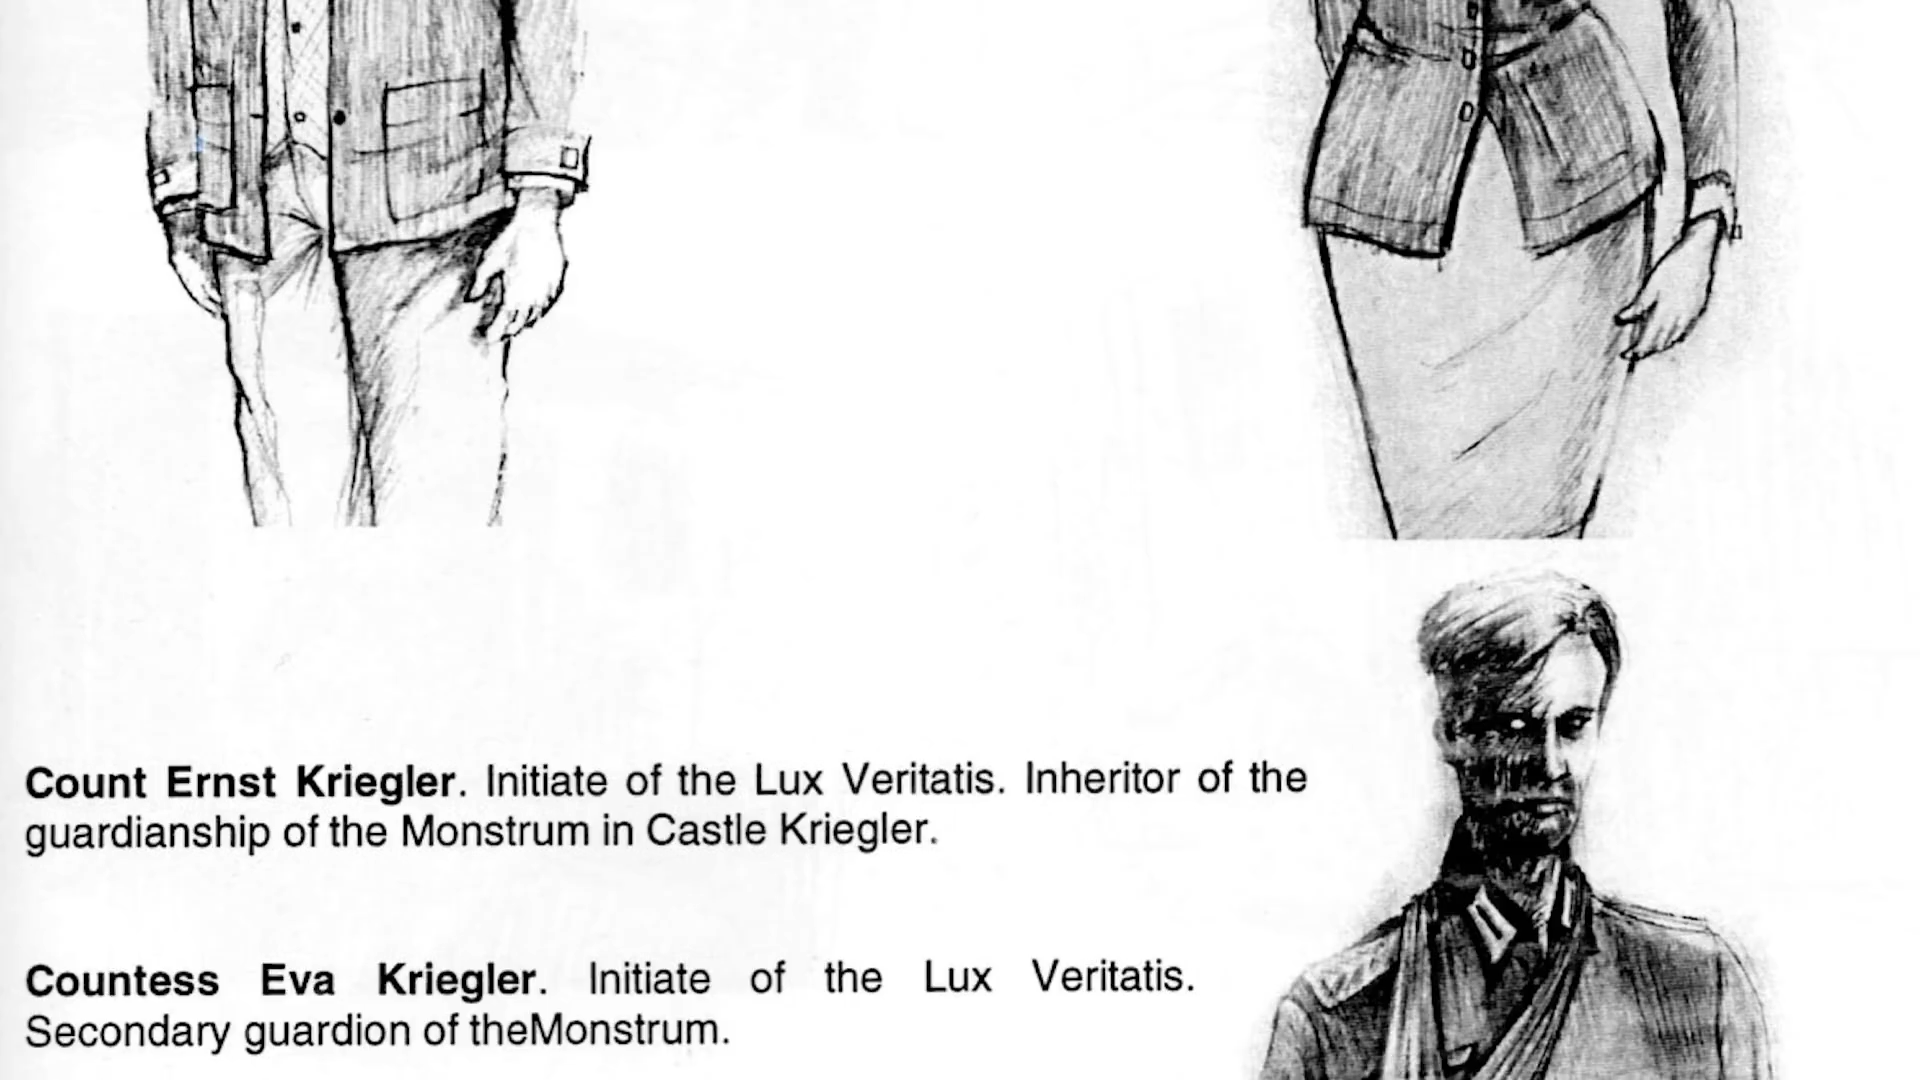 Count Ernst Kriegler. Initiate of the Lux Veritatis. Inheritor of the
guardianship of the Monstrum in Castle Kriegler.
Countess Eva Kriegler. Initiate of the Lux Veritatis.
Secondary guardion of theMonstrum.